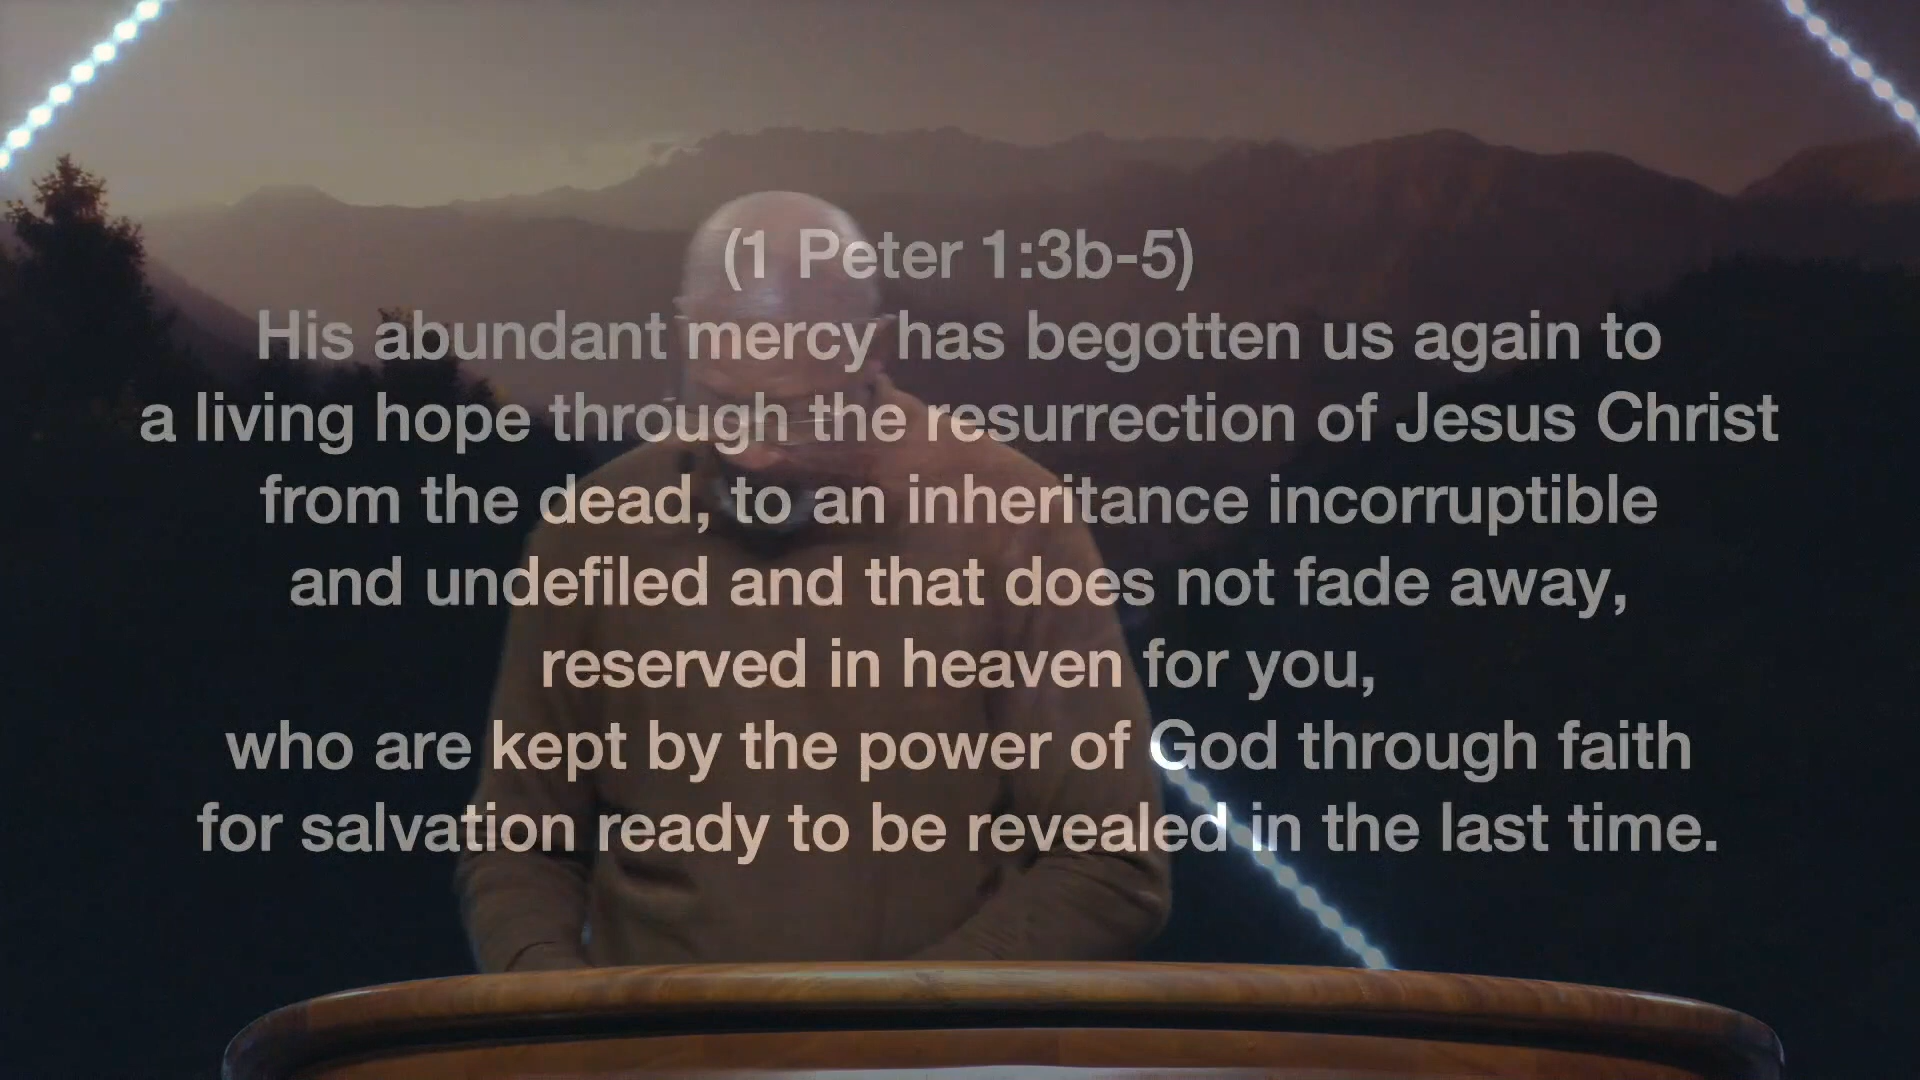 (1 Peter 1:3b-5)
His abundant mercy has begotten us again to
a living hope through the resurrection of Jesus Christ
from the dead, to an inheritance incorruptible
and undefiled and that does not fade away,
reserved in heaven for you,
who are kept by the power of God through faith
for salvation ready to be revealed in the last time.